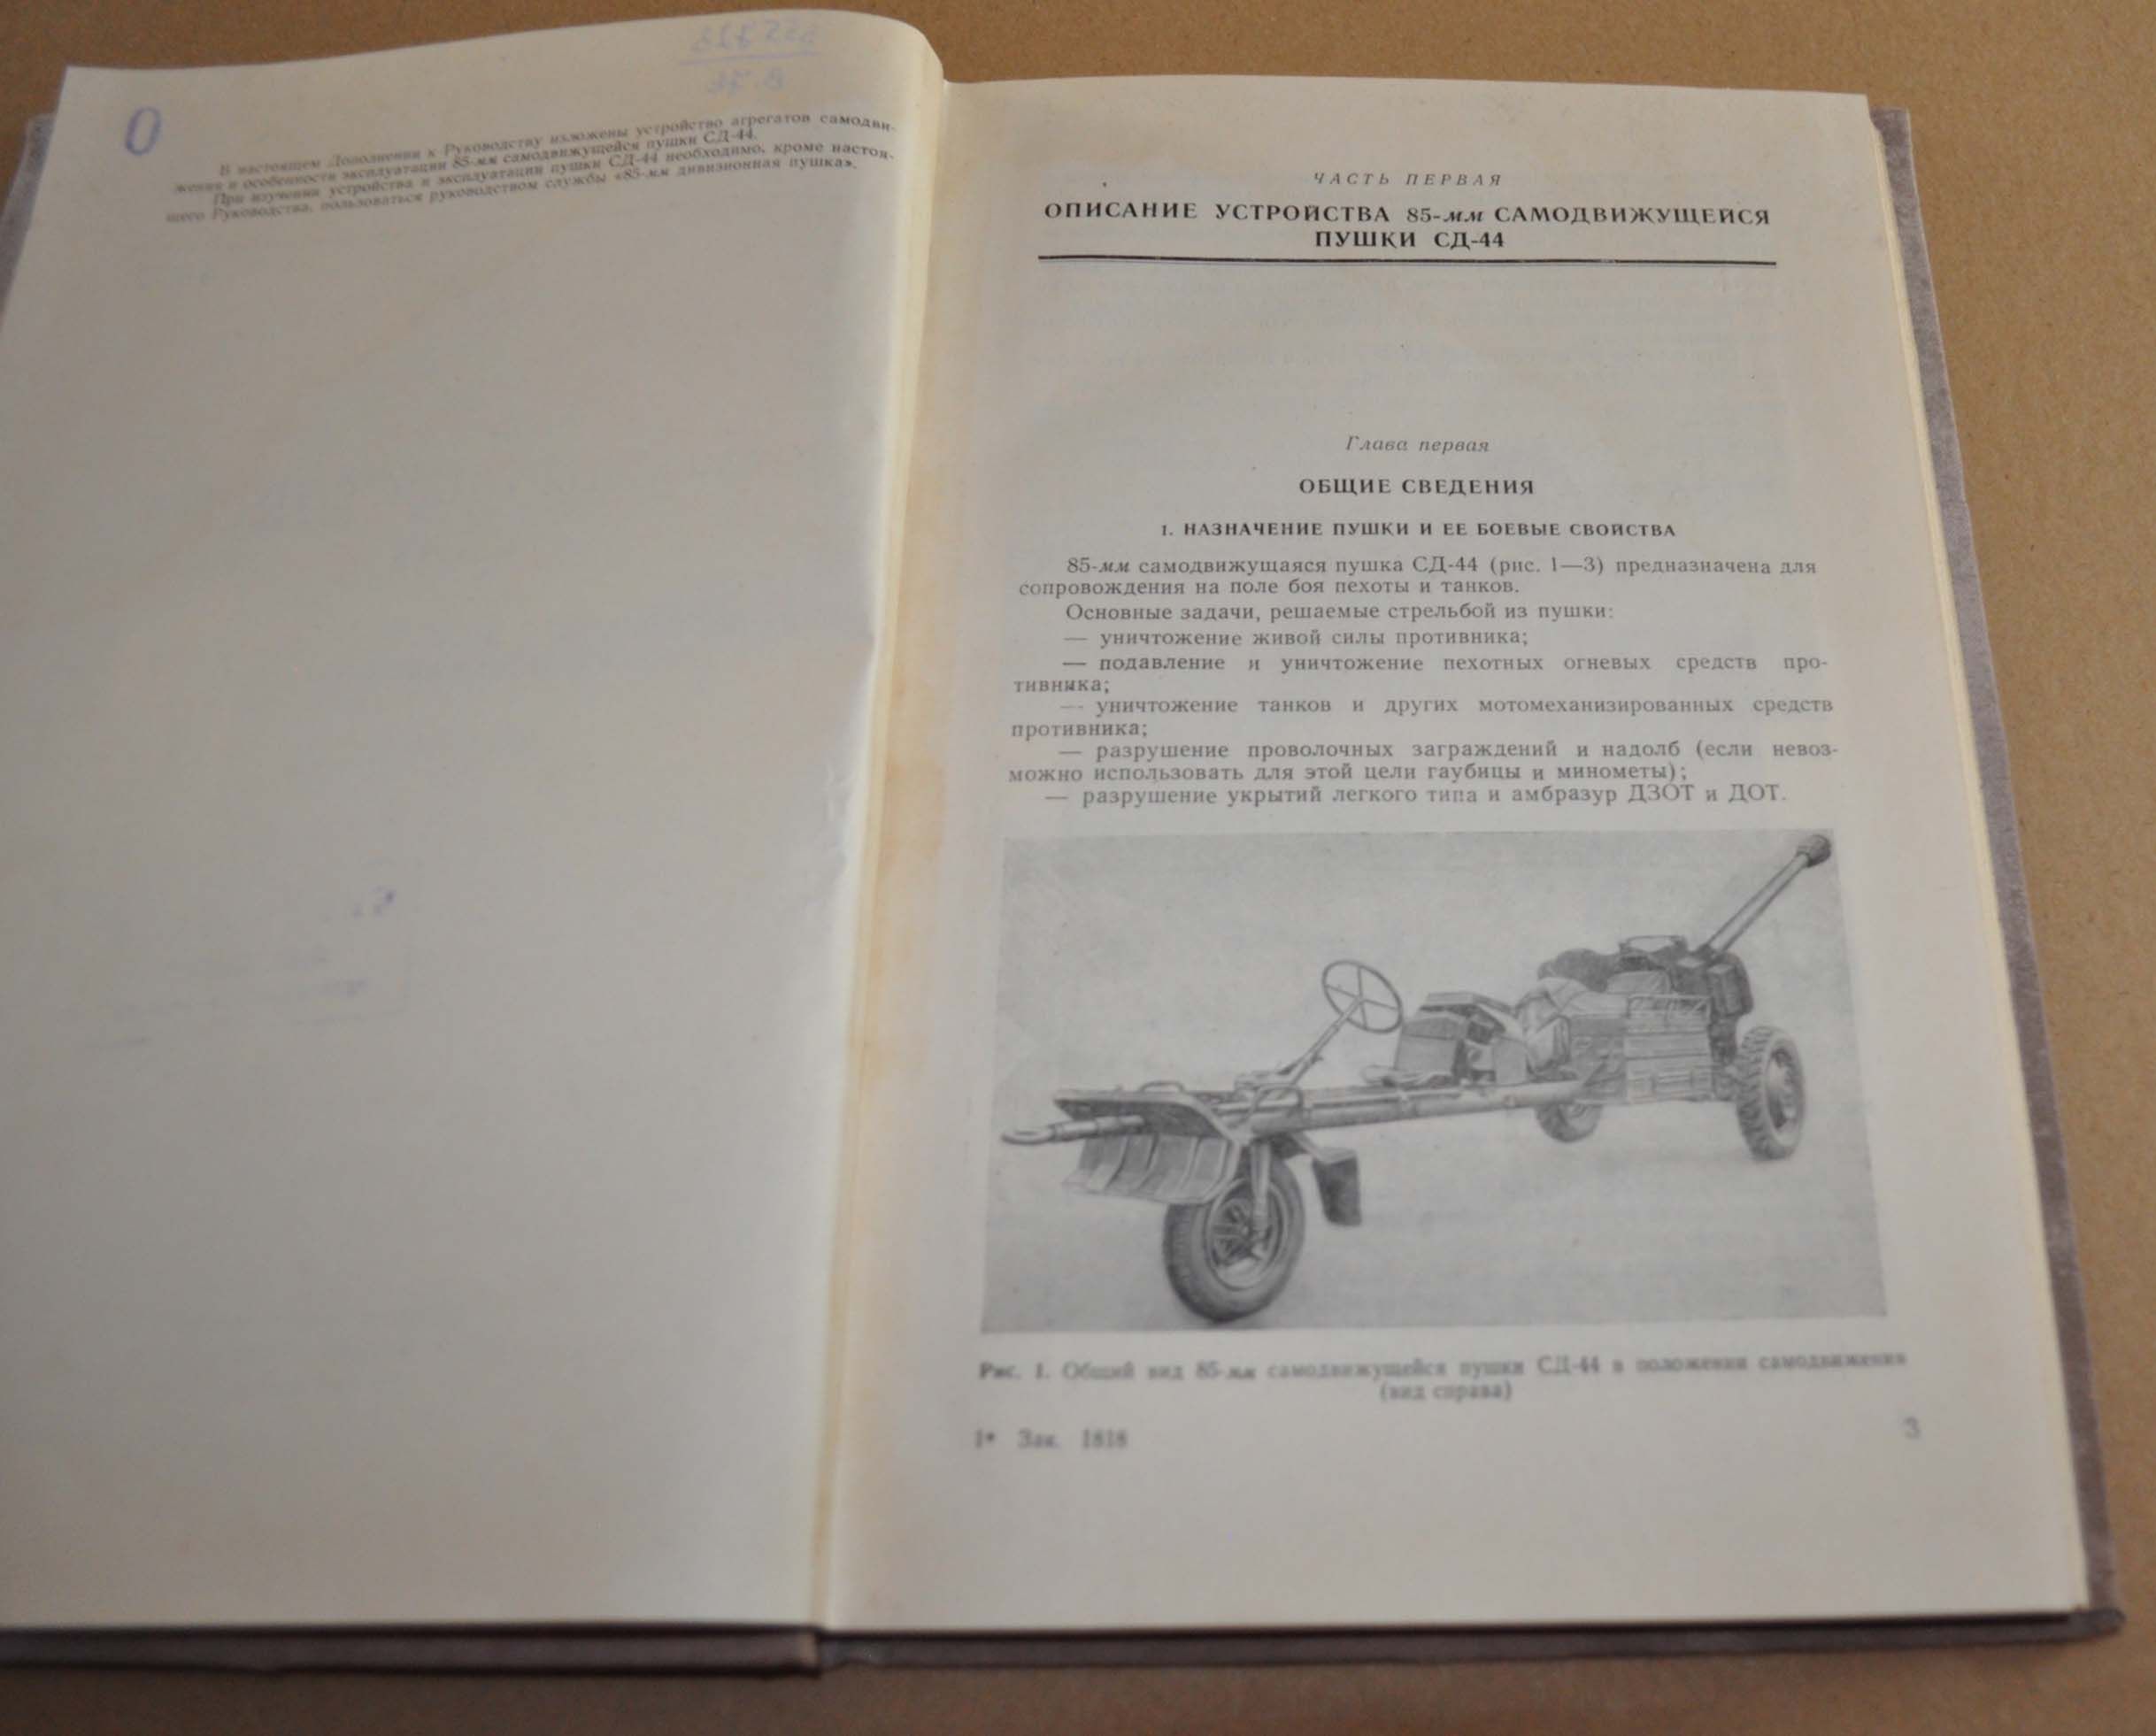 О
В настоящем Дополнении к Руководству изложены устройство агрегатов самодви-
жения и особенности эксплуатации 85-мм самодвижущейся пушки СД-44.
При изучении устройства и эксплуатации пушки СД-44 необходимо, кроме настоя-
щего Руководства, пользоваться руководством службы «85-мм дивизионная пушка».
ЧАСТЬ ПЕРВАЯ
ОПИСАНИЕ УСТРОЙСТВА 85-мм САМОДВИЖУЩЕЙСЯ
ПУШКИ СД-44
Глава первая
ОБЩИЕ СВЕДЕНИЯ
1. НАЗНАЧЕНИЕ ПУШКИ И ЕЕ БОЕВЫЕ СВОЙСТВА
85-мм самодвижущаяся пушка СД-44 (рис. 1—3) предназначена для
сопровождения на поле боя пехоты и танков.
Основные задачи, решаемые стрельбой из пушки:
— уничтожение живой силы противника;
— подавление и уничтожение пехотных огневых средств про-
тивника;
— уничтожение танков и других мотомеханизированных средств
противника;
— разрушение проволочных заграждений и надолб (если невоз-
можно использовать для этой цели гаубицы и минометы);
— разрушение укрытий легкого типа и амбразур ДЗОТ и ДОТ.
Рис. 1. Общий вид 85-мм самодвижущейся пушки СД-44 в положении самодвижения
(вид справа)
1* Зак. 1818
3